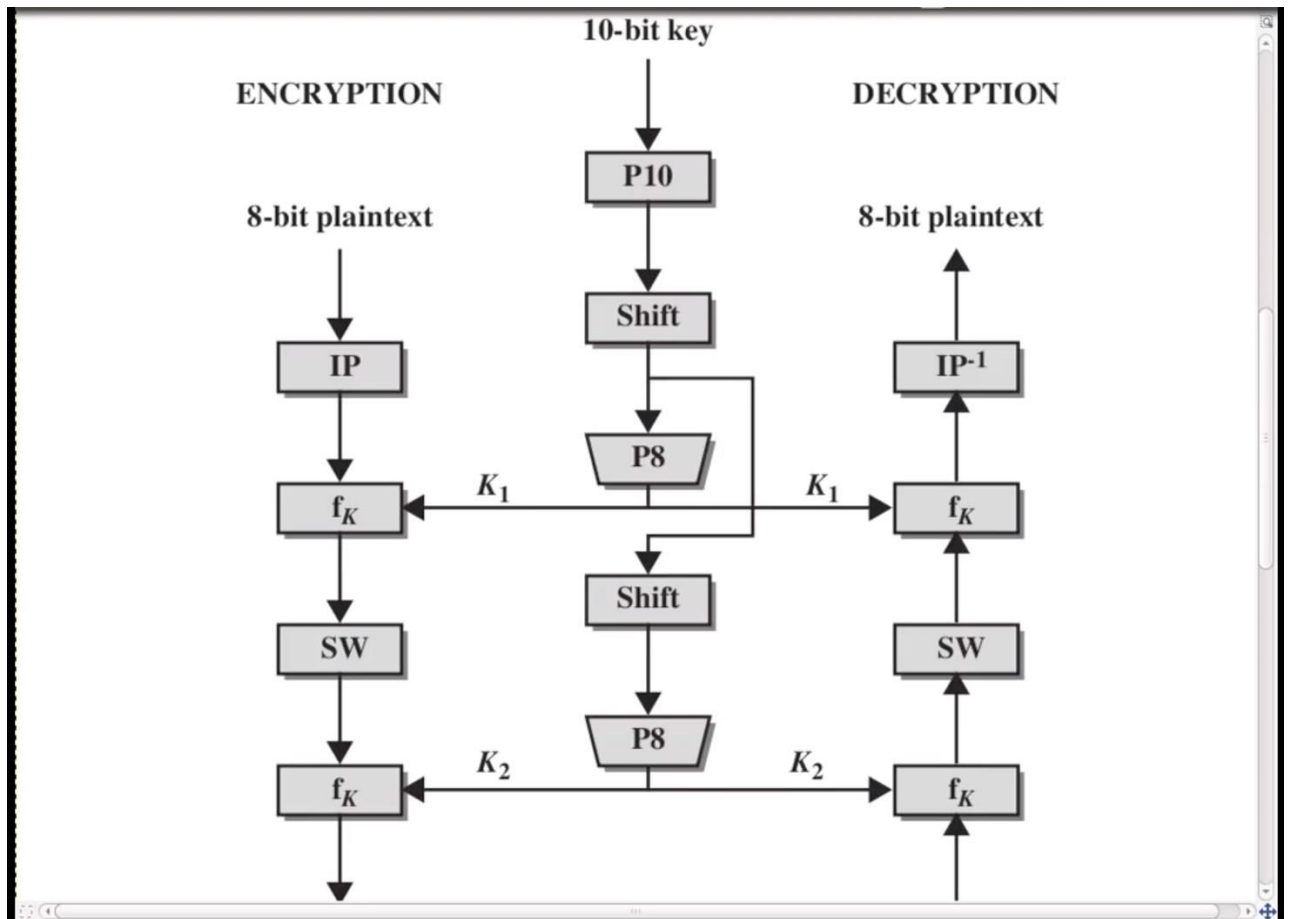 10-bit key
ENCRYPTION
DECRYPTION
P10
8-bit plaintext
8-bit plaintext
Shift
IP
IP-1
P8
K1
K1
fK
fK
Shift
SW
SW
P8
K2
K2
fK
fK